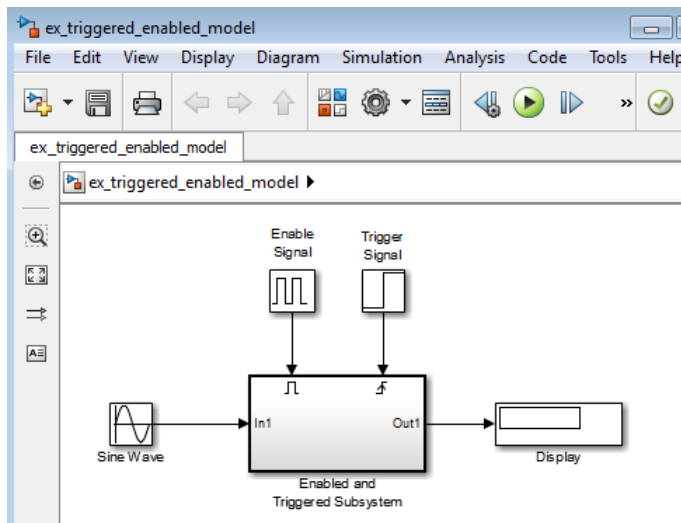 ex_triggered_enabled_model
File Edit View Display Diagram Simulation Analysis Code Tools Help
»
ex_triggered_enabled_model
ex_triggered_enabled_model
Enable
Signal
Trigger
Signal
In1
Out1
Sine Wave
Display
Enabled and
Triggered Subsystem